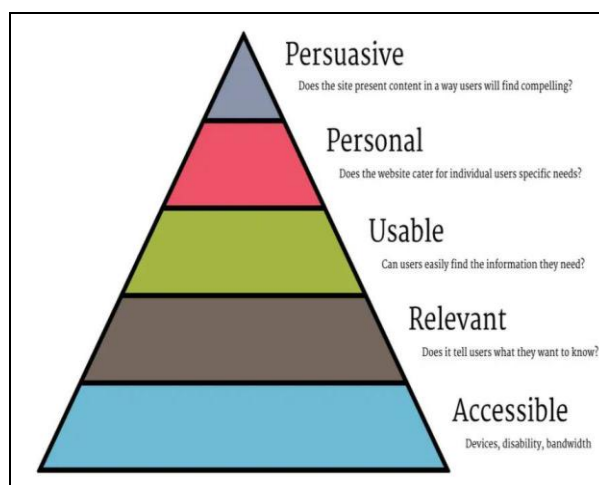 Persuasive
Does the site present content in a way users will find compelling?
Personal
Does the website cater for individual users specific needs?
Usable
Can users easily find the information they need?
Relevant
Does it tell users what they want to know?
Accessible
Devices, disability, bandwidth